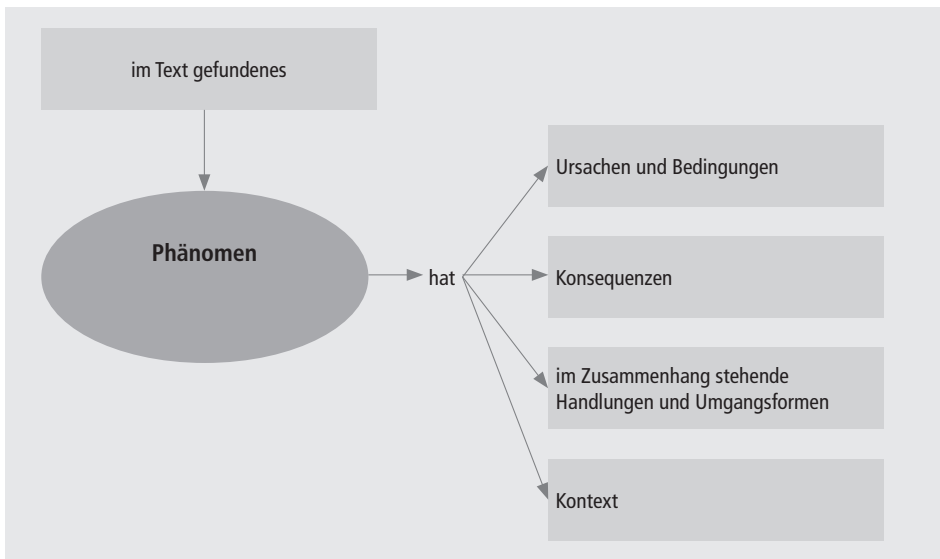 im Text gefundenes
Phänomen
hat
Ursachen und Bedingungen
Konsequenzen
im Zusammenhang stehende
Handlungen und Umgangsformen
Kontext